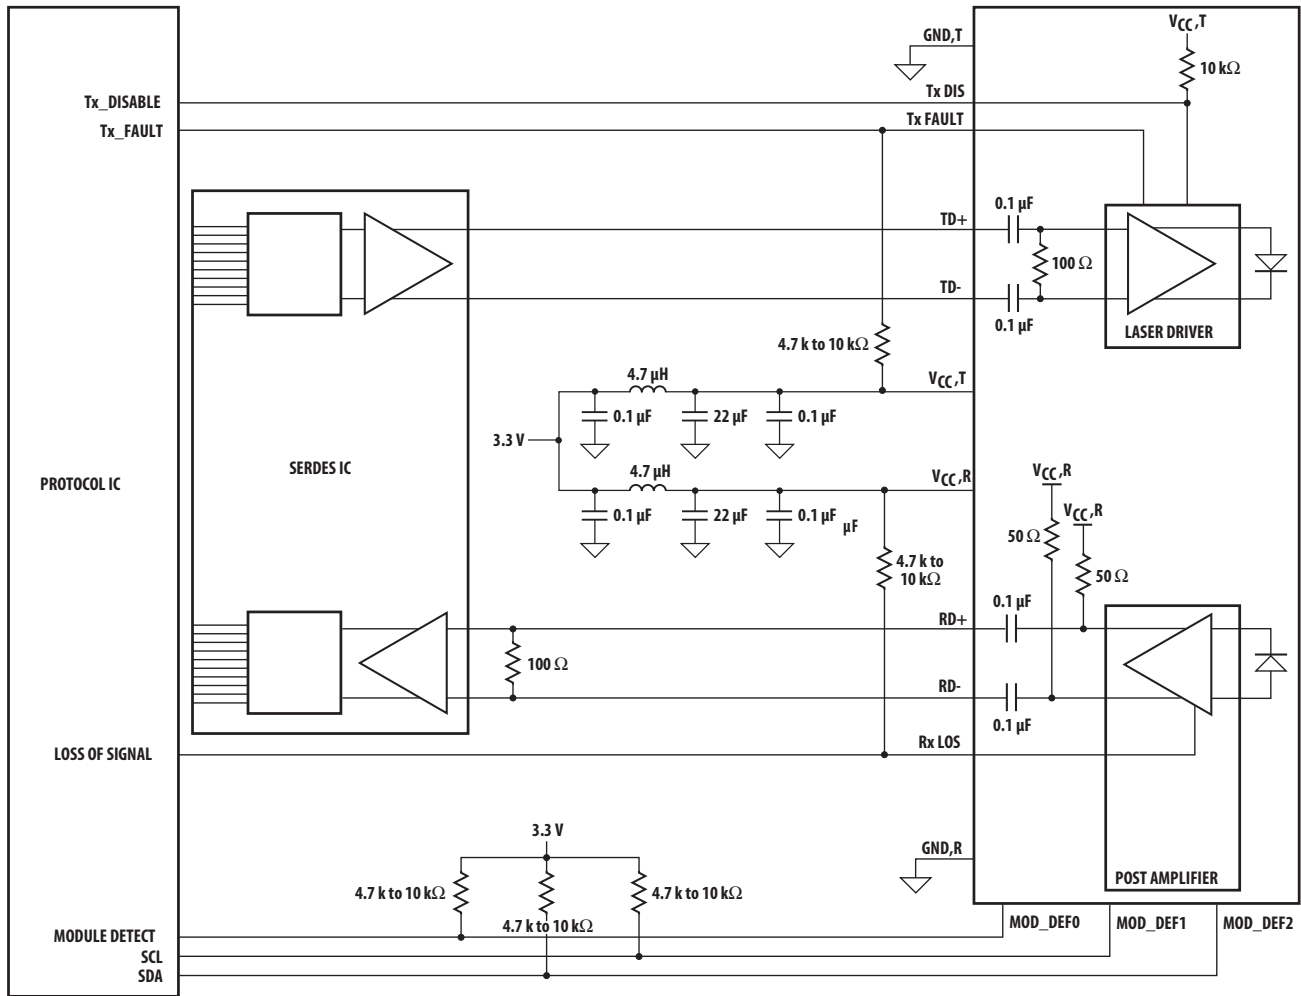 V_CC,T
GND,T
10 kΩ
Tx_DISABLE
Tx DIS
Tx_FAULT
Tx FAULT
0.1 µF
TD+
100 Ω
TD-
0.1 µF
LASER DRIVER
4.7 k to 10 kΩ
4.7 µH
V_CC,T
0.1 µF
22 µF
0.1 µF
3.3 V
SERDES IC
PROTOCOL IC
4.7 µH
V_CC,R
V_CC,R
0.1 µF
22 µF
0.1 µF
µF
V_CC,R
50 Ω
4.7 k to
10 kΩ
50 Ω
0.1 µF
RD+
100 Ω
RD-
0.1 µF
LOSS OF SIGNAL
Rx LOS
3.3 V
GND,R
POST AMPLIFIER
4.7 k to 10 kΩ
4.7 k to 10 kΩ
4.7 k to 10 kΩ
MODULE DETECT
MOD_DEF0
MOD_DEF1
MOD_DEF2
SCL
SDA